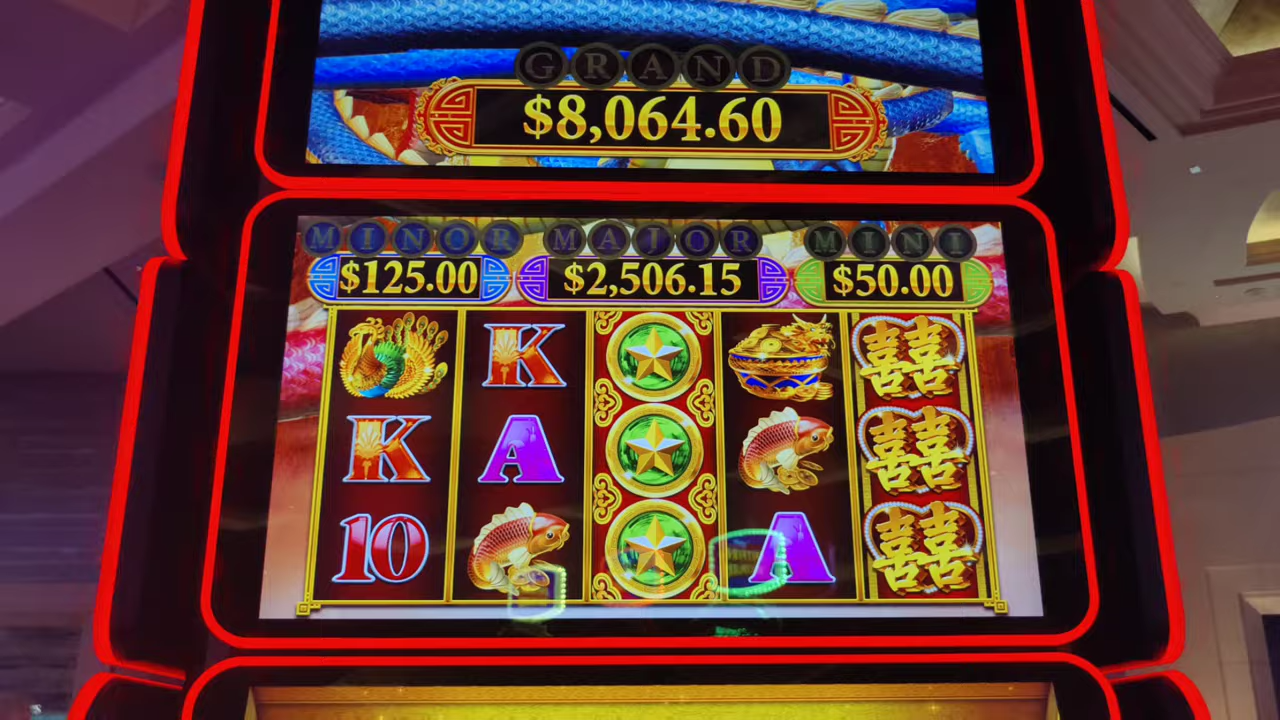 GRAND
$8,064.60
MINOR MAJOR MINI
$125.00 $2,506.15 $50.00
K 囍
K A 囍
10 A 囍